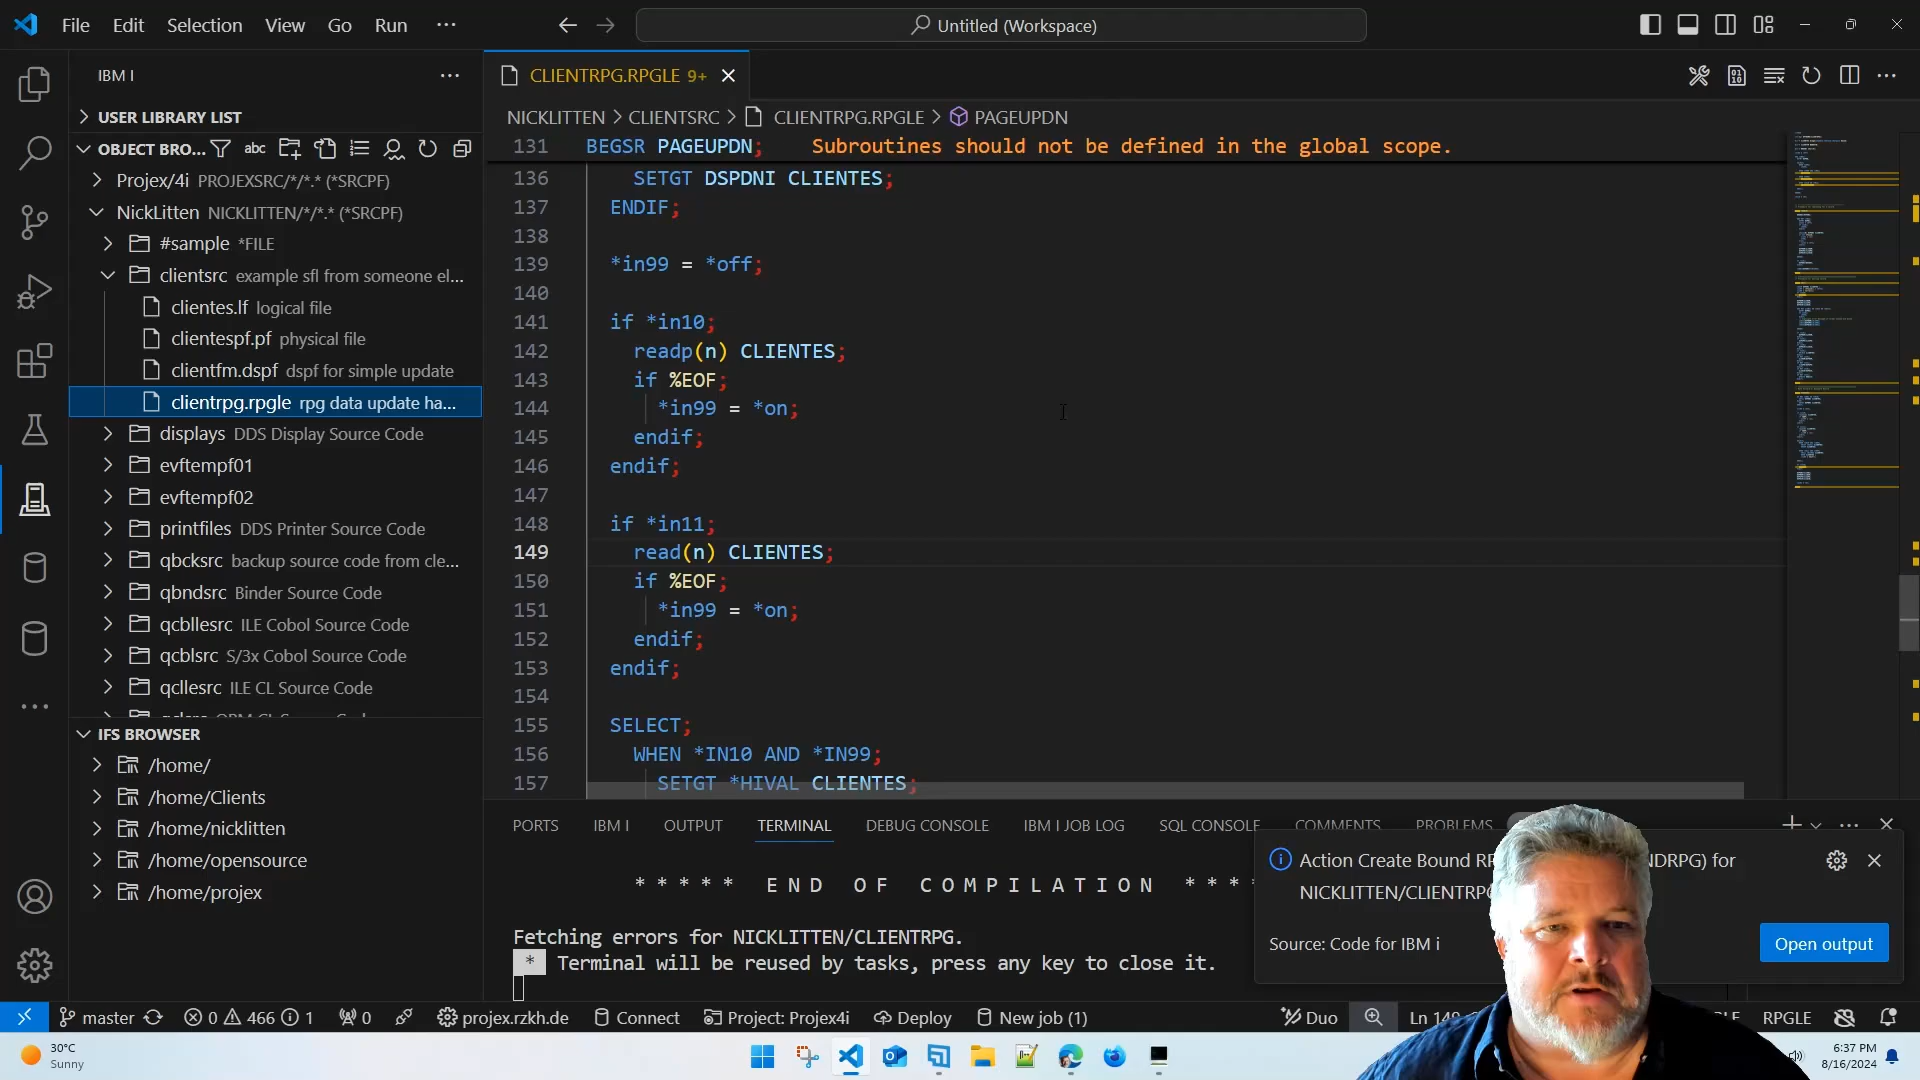 File Edit Selection View Go Run ···
Untitled (Workspace)
IBM I
CLIENTRPG.RPGLE 9+
USER LIBRARY LIST
NICKLITTEN > CLIENTSRC > CLIENTRPG.RPGLE > PAGEUPDN
OBJECT BRO... abc
131 BEGSR PAGEUPDN; Subroutines should not be defined in the global scope.
Projex/4i PROJEXSRC/*/*.* (*SRCPF)
NickLitten NICKLITTEN/*/*.* (*SRCPF)
#sample *FILE
clientsrc example sfl from someone el...
clientes.lf logical file
clientespf.pf physical file
clientfm.dspf dspf for simple update
clientrpg.rpgle rpg data update ha...
displays DDS Display Source Code
evftempf01
evftempf02
printfiles DDS Printer Source Code
qbcksrc backup source code from cle...
qbndsrc Binder Source Code
qcbllesrc ILE Cobol Source Code
qcblsrc S/3x Cobol Source Code
qcllesrc ILE CL Source Code
IFS BROWSER
/home/
/home/Clients
/home/nicklitten
/home/opensource
/home/projex
136 SETGT DSPDNI CLIENTES;
137 ENDIF;
138
139 *in99 = *off;
140
141 if *in10;
142 readp(n) CLIENTES;
143 if %EOF;
144 *in99 = *on;
145 endif;
146 endif;
147
148 if *in11;
149 read(n) CLIENTES;
150 if %EOF;
151 *in99 = *on;
152 endif;
153 endif;
154
155 SELECT;
156 WHEN *IN10 AND *IN99;
157 SETGT *HIVAL CLIENTES;
PORTS IBM I OUTPUT TERMINAL DEBUG CONSOLE IBM I JOB LOG SQL CONSOLE COMMENTS PROBLEMS
* * * * * E N D O F C O M P I L A T I O N * * * *
Fetching errors for NICKLITTEN/CLIENTRPG.
* Terminal will be reused by tasks, press any key to close it.
Action Create Bound NDRPG) for
Source: Code for IBM i
Open output
master 0 466 1 0 projex.rzkh.de Connect Project: Projex4i Deploy New job (1) Duo RPGLE
30°C
Sunny
6:37 PM
8/16/2024